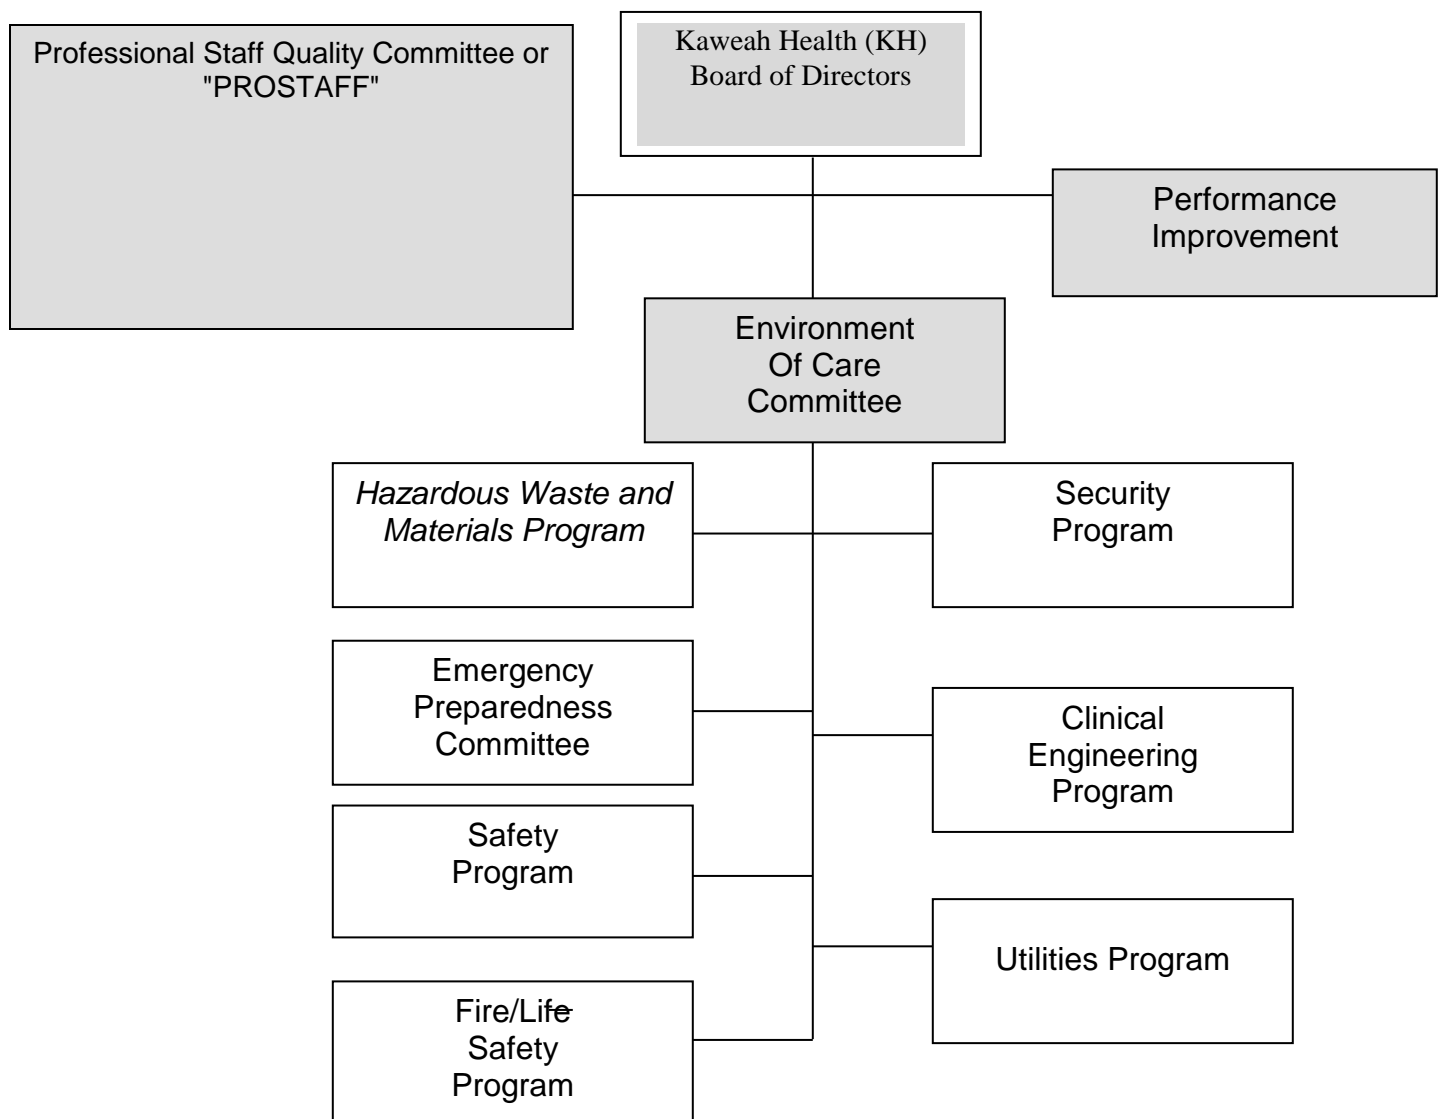 Professional Staff Quality Committee or
"PROSTAFF"
Kaweah Health (KH)
Board of Directors
Performance
Improvement
Environment
Of Care
Committee
Hazardous Waste and
Materials Program
Security
Program
Emergency
Preparedness
Committee
Clinical
Engineering
Program
Safety
Program
Utilities Program
Fire/Life
Safety
Program